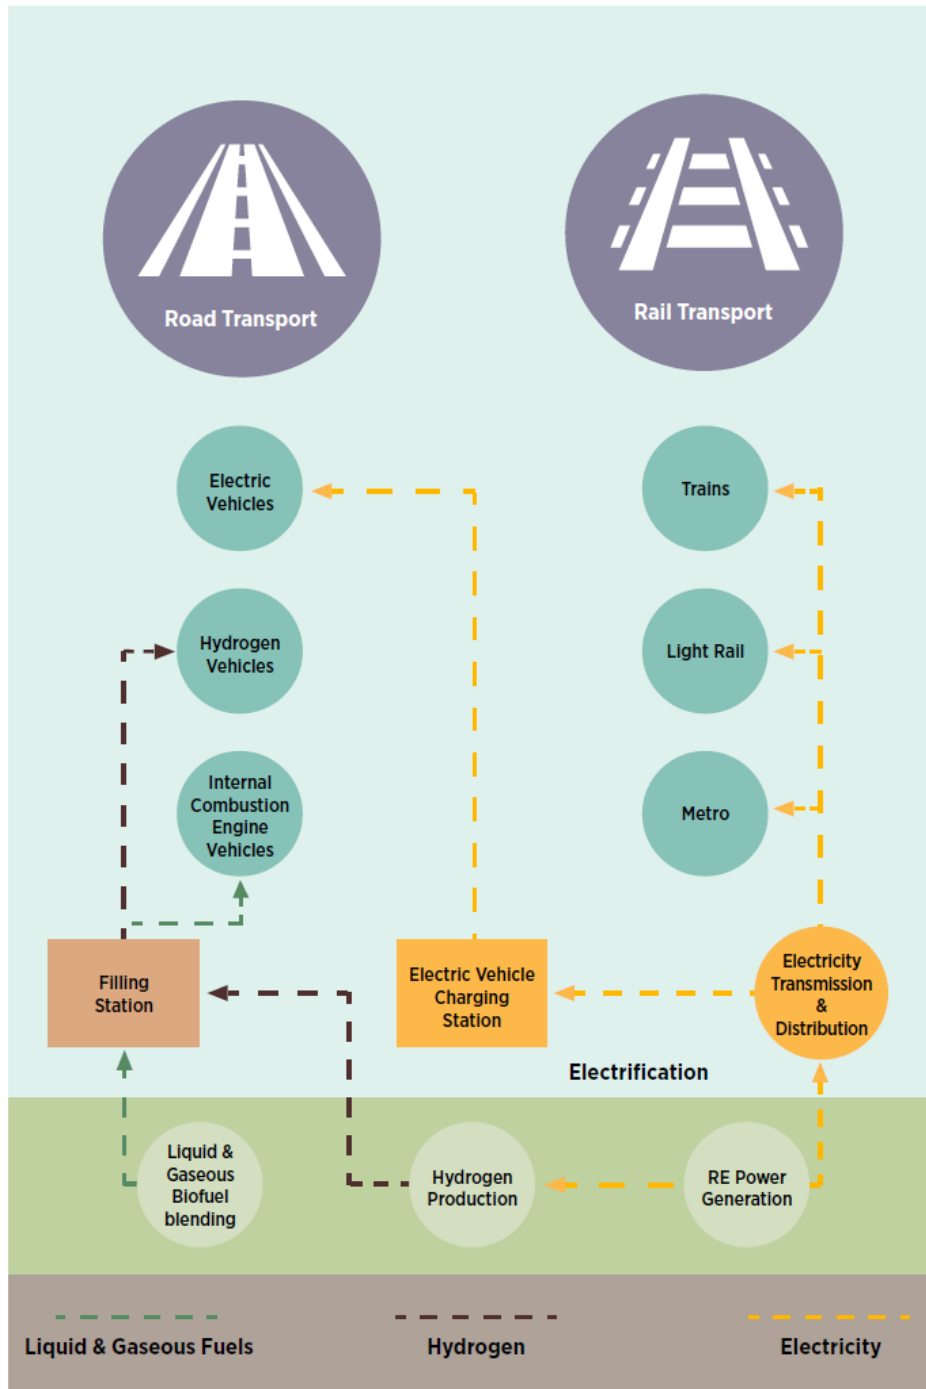 Road Transport
Rail Transport
Electric
Vehicles
Trains
Hydrogen
Vehicles
Light Rail
Internal
Combustion
Engine
Vehicles
Metro
Filling
Station
Electric Vehicle
Charging
Station
Electricity
Transmission
&
Distribution
Electrification
Liquid &
Gaseous
Biofuel
blending
Hydrogen
Production
RE Power
Generation
Liquid & Gaseous Fuels
Hydrogen
Electricity